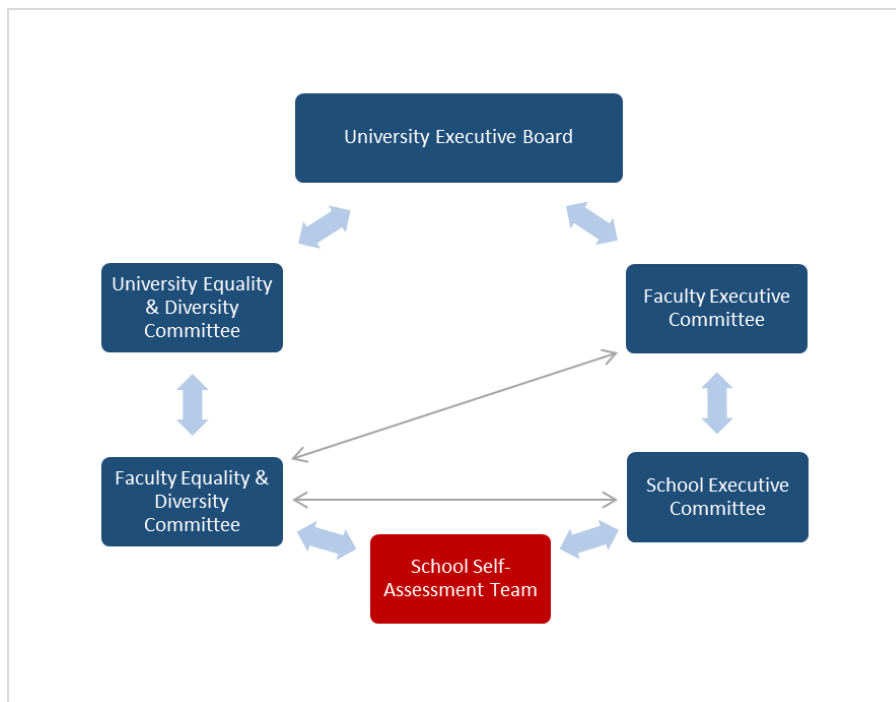 University Executive Board
University Equality
& Diversity
Committee
Faculty Executive
Committee
Faculty Equality &
Diversity
Committee
School Executive
Committee
School Self-
Assessment Team